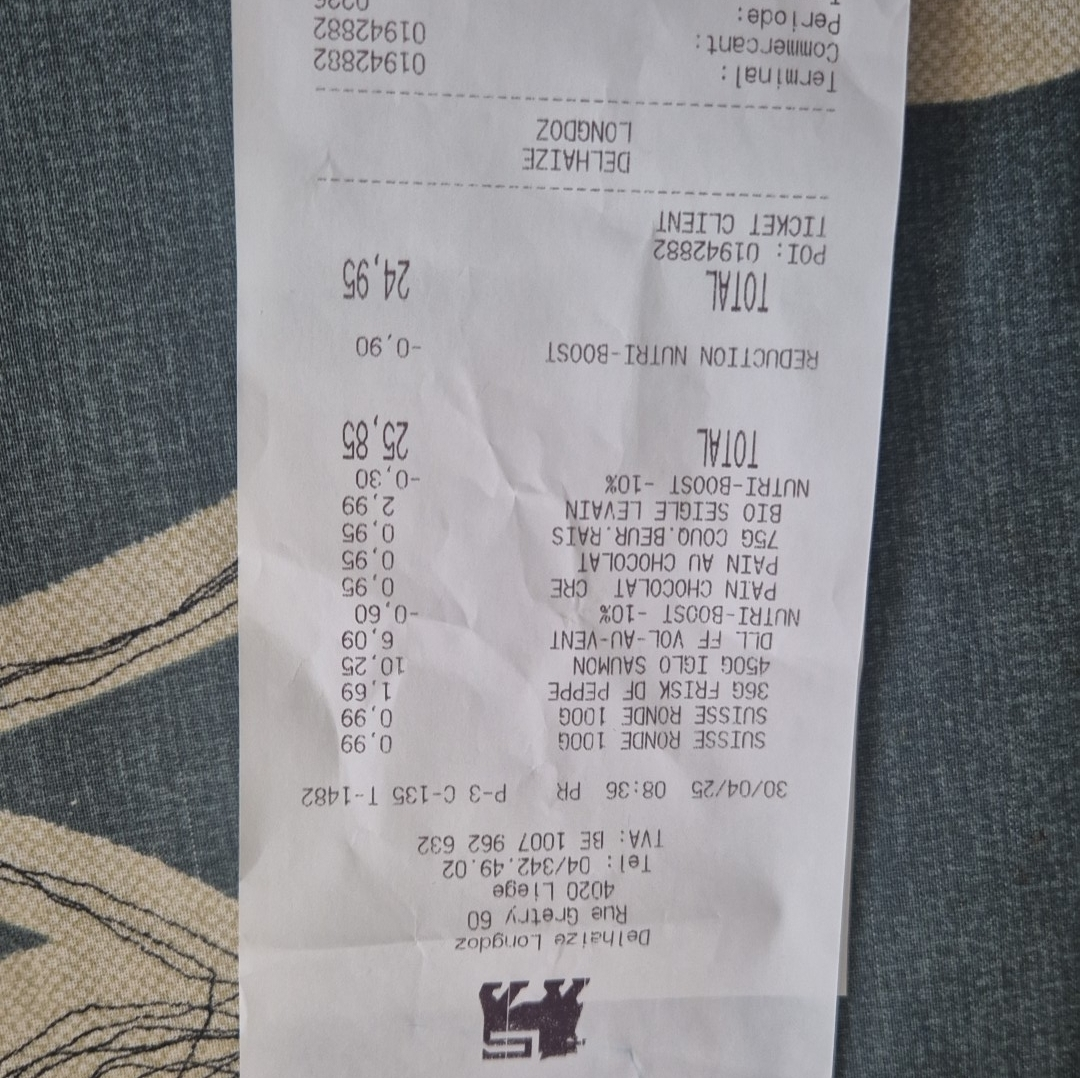 Delhaize Longdoz
Rue Gretry 60
4020 Liege
Tel: 04/342.49.02
TVA: BE 1007 962 632
30/04/25 08:36 PR P-3 C-135 T-1482
SUISSE RONDE 100G 0,99
SUISSE RONDE 100G 0,99
36G FRISK DF PEPPE 1,69
450G IGLO SAUMON 10,25
DLL FF VOL-AU-VENT 6,09
NUTRI-BOOST -10% -0,60
PAIN CHOCOLAT CRE 0,95
PAIN AU CHOCOLAT 0,95
75G COUQ.BEUR.RAIS 0,95
BIO SEIGLE LEVAIN 2,99
NUTRI-BOOST -10% -0,30
TOTAL 25,85
REDUCTION NUTRI-BOOST -0,90
TOTAL 24,95
POI: 01942882
TICKET CLIENT
DELHAIZE
LONGDOZ
Terminal: 01942882
Commercant: 01942882
Periode: